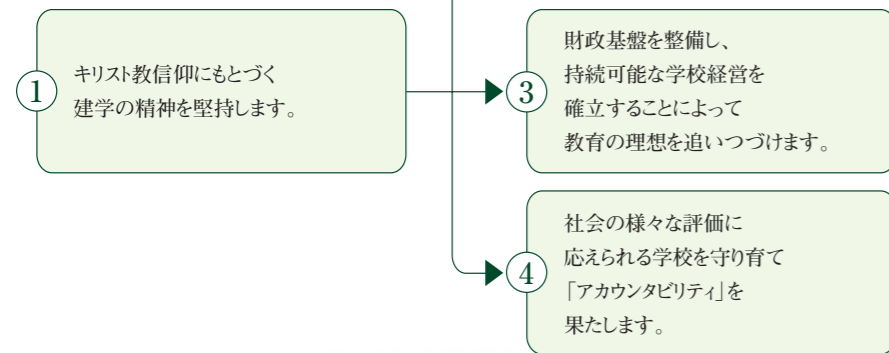 ①
キリスト教信仰にもとづく
建学の精神を堅持します。
③
財政基盤を整備し、
持続可能な学校経営を
確立することによって
教育の理想を追いつづけます。
④
社会の様々な評価に
応えられる学校を守り育て
「アカウンタビリティ」を
果たします。